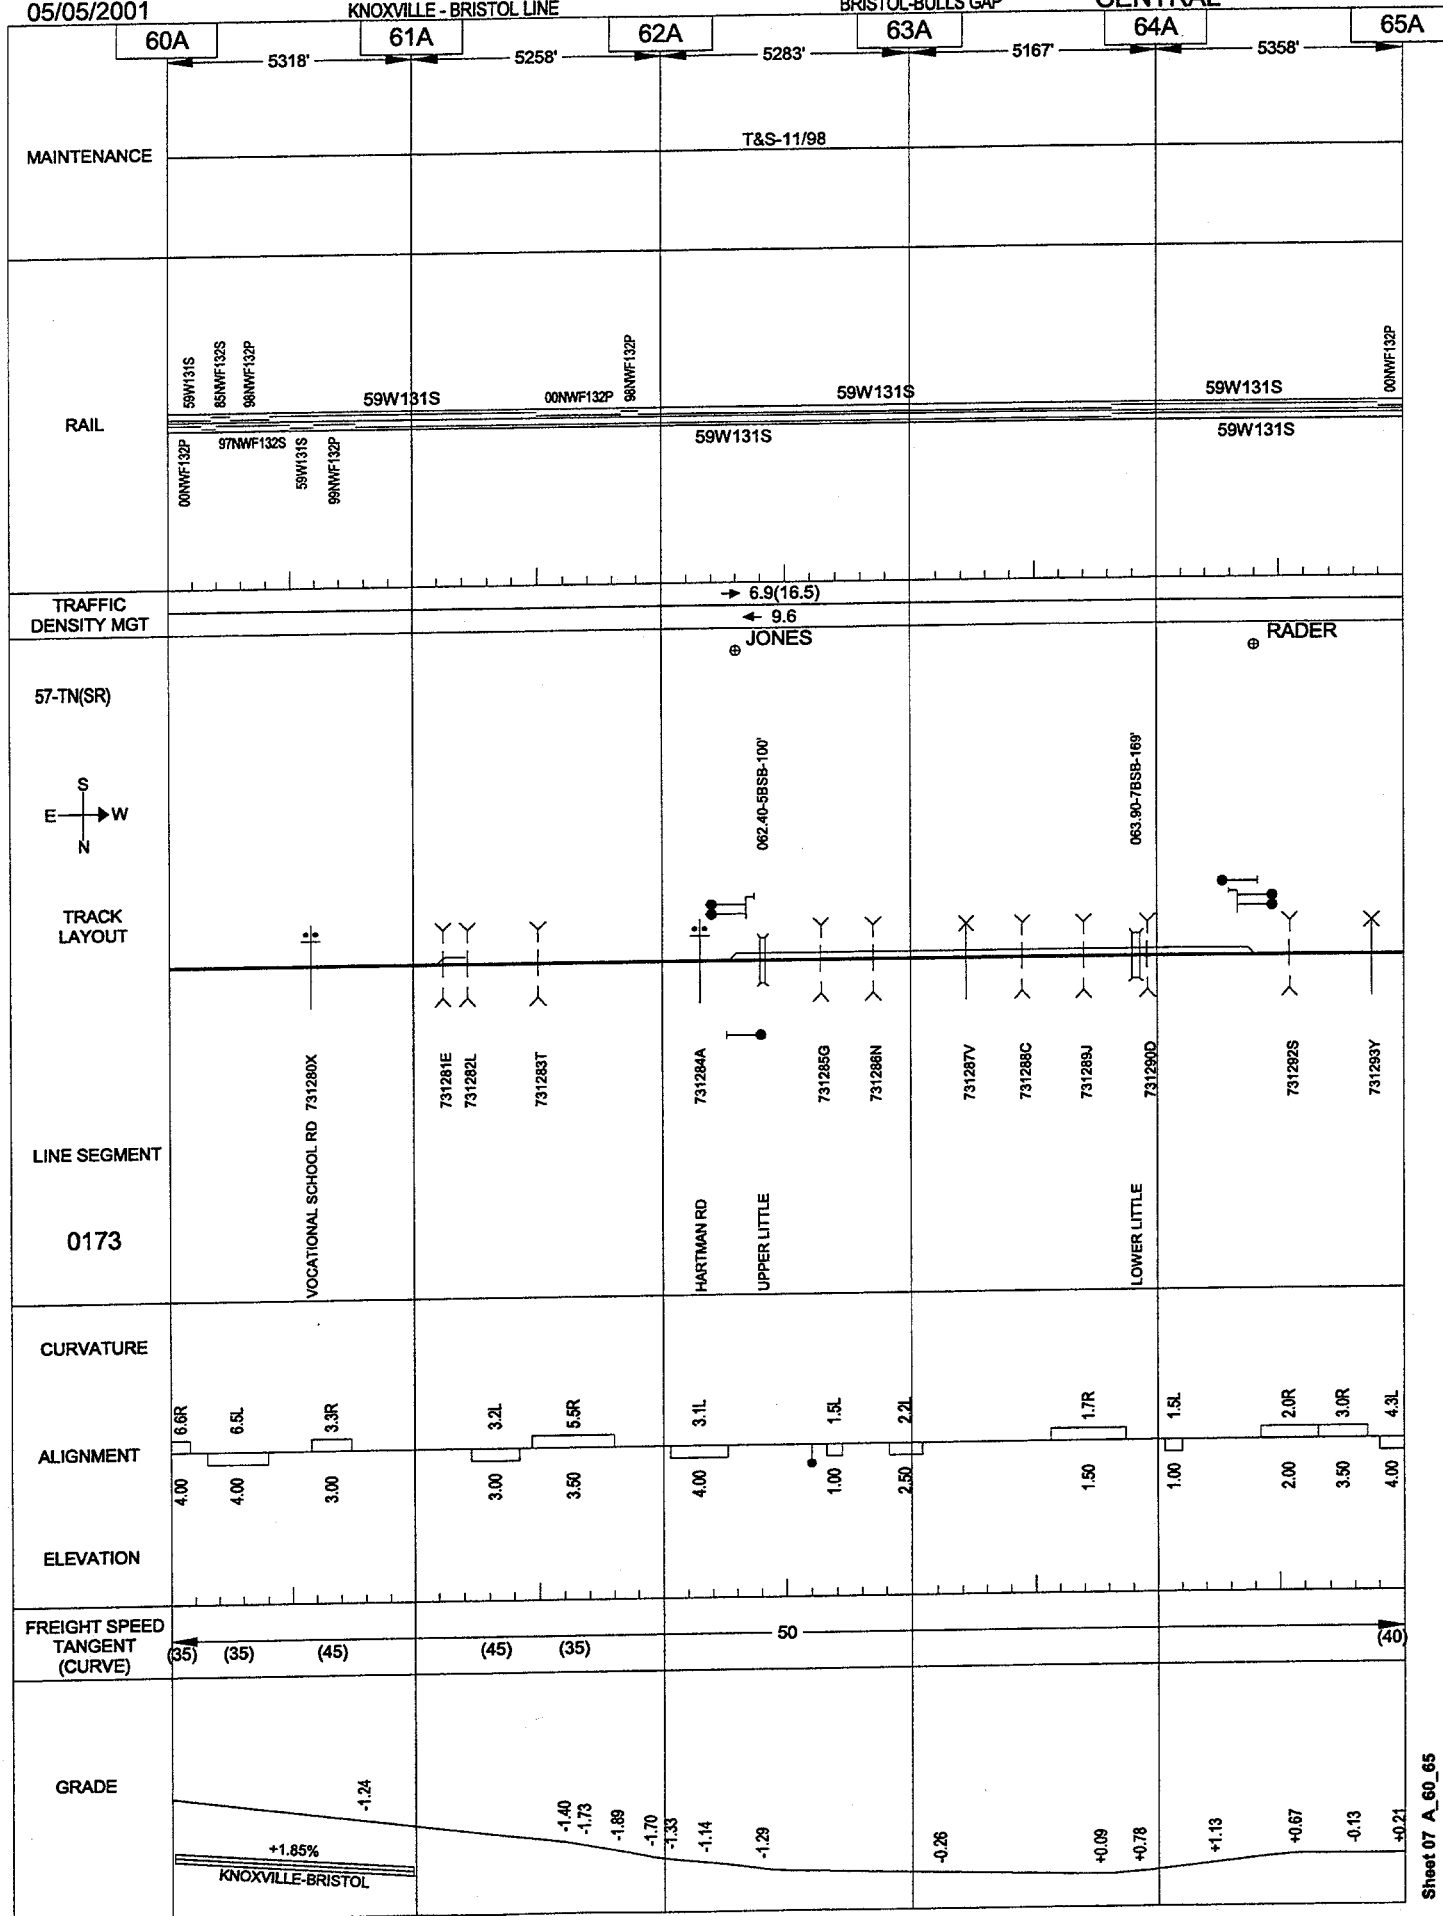 05/05/2001
KNOXVILLE - BRISTOL LINE
BRISTOL-BULLS GAP
CENTRAL
60A
61A
62A
63A
64A
65A
5318'
5258'
5283'
5167'
5358'
MAINTENANCE
T&S-11/98
RAIL
59W131S
85NWF132S
98NWF132P
59W131S
00NWF132P
98NWF132P
59W131S
59W131S
00NWF132P
00NWF132P
97NWF132S
59W131S
99NWF132P
59W131S
59W131S
TRAFFIC
DENSITY MGT
6.9(16.5)
9.6
JONES
RADER
57-TN(SR)
S
E
W
N
062.40-5BSB-100'
063.90-7BSB-169'
TRACK
LAYOUT
VOCATIONAL SCHOOL RD 731280X
731281E
731282L
731283T
HARTMAN RD
731284A
UPPER LITTLE
731285G
731286N
731287V
731288C
731289J
LOWER LITTLE
731290D
731292S
731293Y
LINE SEGMENT
0173
CURVATURE
6.6R
6.5L
3.3R
3.2L
5.5R
3.1L
1.5L
2.2L
1.7R
1.5L
2.0R
3.0R
4.3L
ALIGNMENT
4.00
4.00
3.00
3.00
3.50
4.00
1.00
2.50
1.50
1.00
2.00
3.50
4.00
ELEVATION
FREIGHT SPEED
TANGENT
(CURVE)
50
(35)
(35)
(45)
(45)
(35)
(40)
GRADE
-1.24
-1.40
-1.73
-1.89
-1.70
-1.33
-1.14
-1.29
-0.26
+0.09
+0.78
+1.13
+0.67
-0.13
+0.21
+1.85%
KNOXVILLE-BRISTOL
Sheet 07 A_60_65